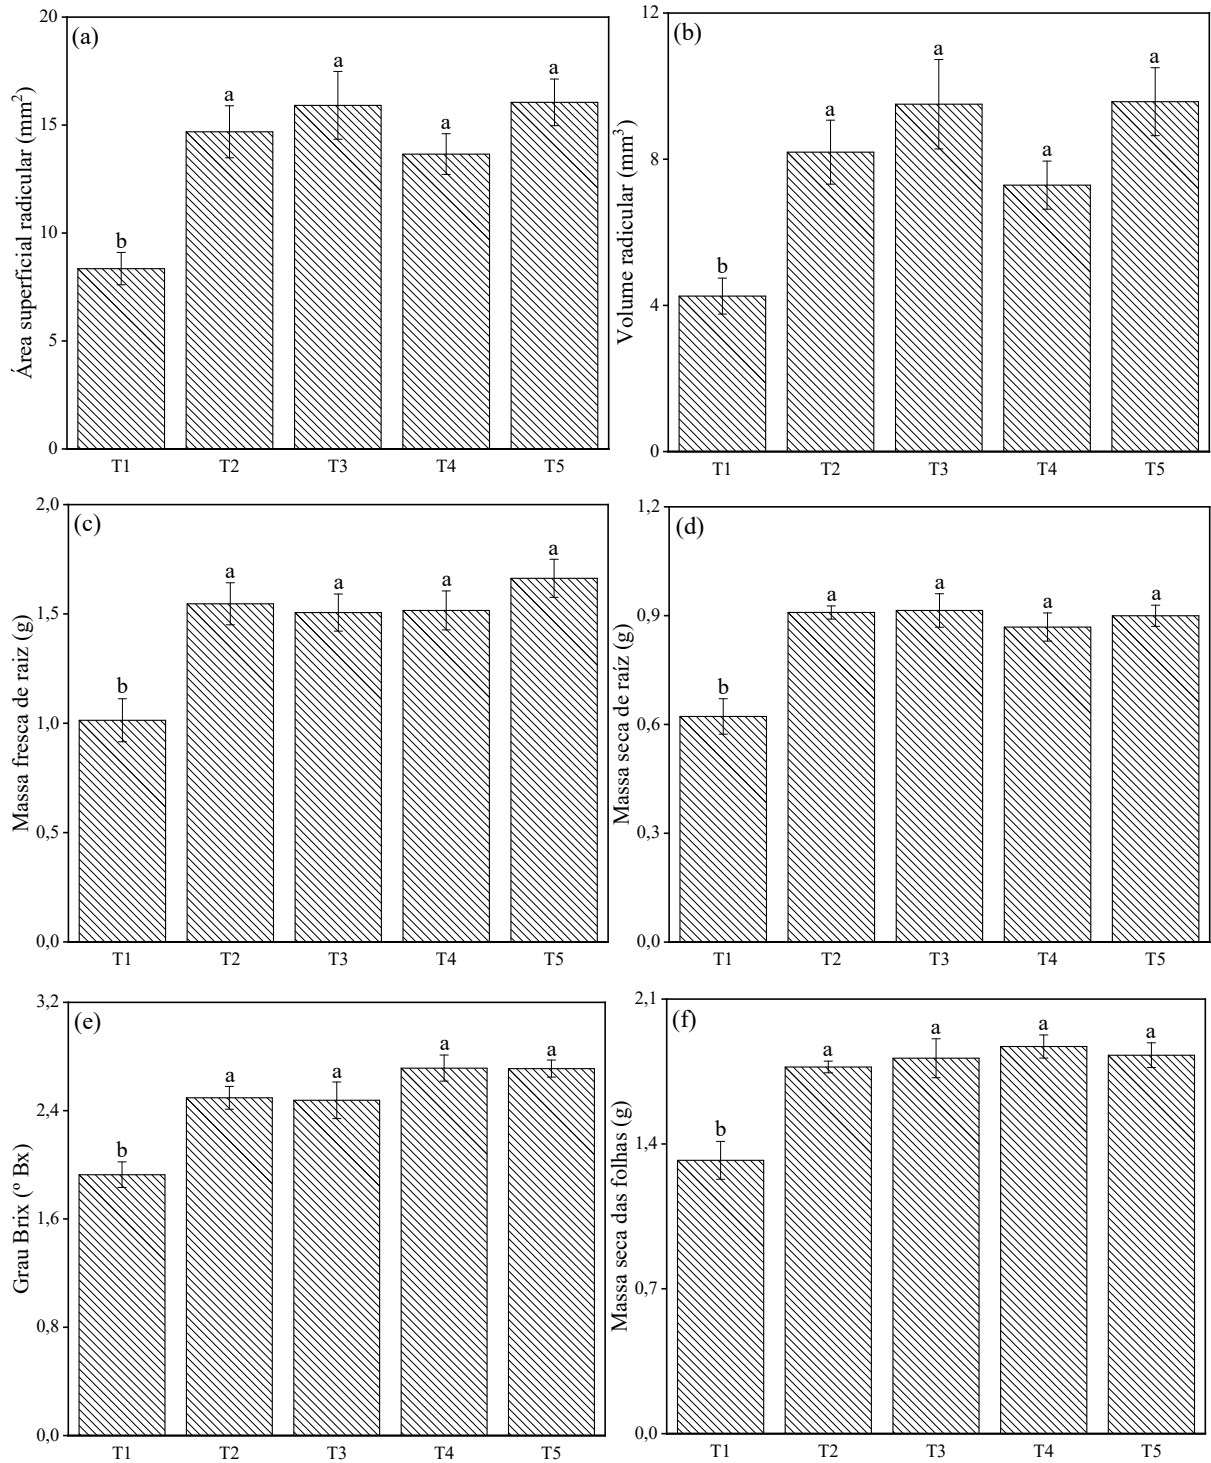 (a)
Área superficial radicular (mm²)
20
15
10
5
0
b
a
a
a
a
T1 T2 T3 T4 T5
(b)
Volume radicular (mm³)
12
8
4
0
b
a
a
a
a
T1 T2 T3 T4 T5
(c)
Massa fresca de raiz (g)
2,0
1,5
1,0
0,5
0,0
b
a
a
a
a
T1 T2 T3 T4 T5
(d)
Massa seca de raíz (g)
1,2
0,9
0,6
0,3
0,0
b
a
a
a
a
T1 T2 T3 T4 T5
(e)
Grau Brix (º Bx)
3,2
2,4
1,6
0,8
0,0
b
a
a
a
a
T1 T2 T3 T4 T5
(f)
Massa seca das folhas (g)
2,1
1,4
0,7
0,0
b
a
a
a
a
T1 T2 T3 T4 T5